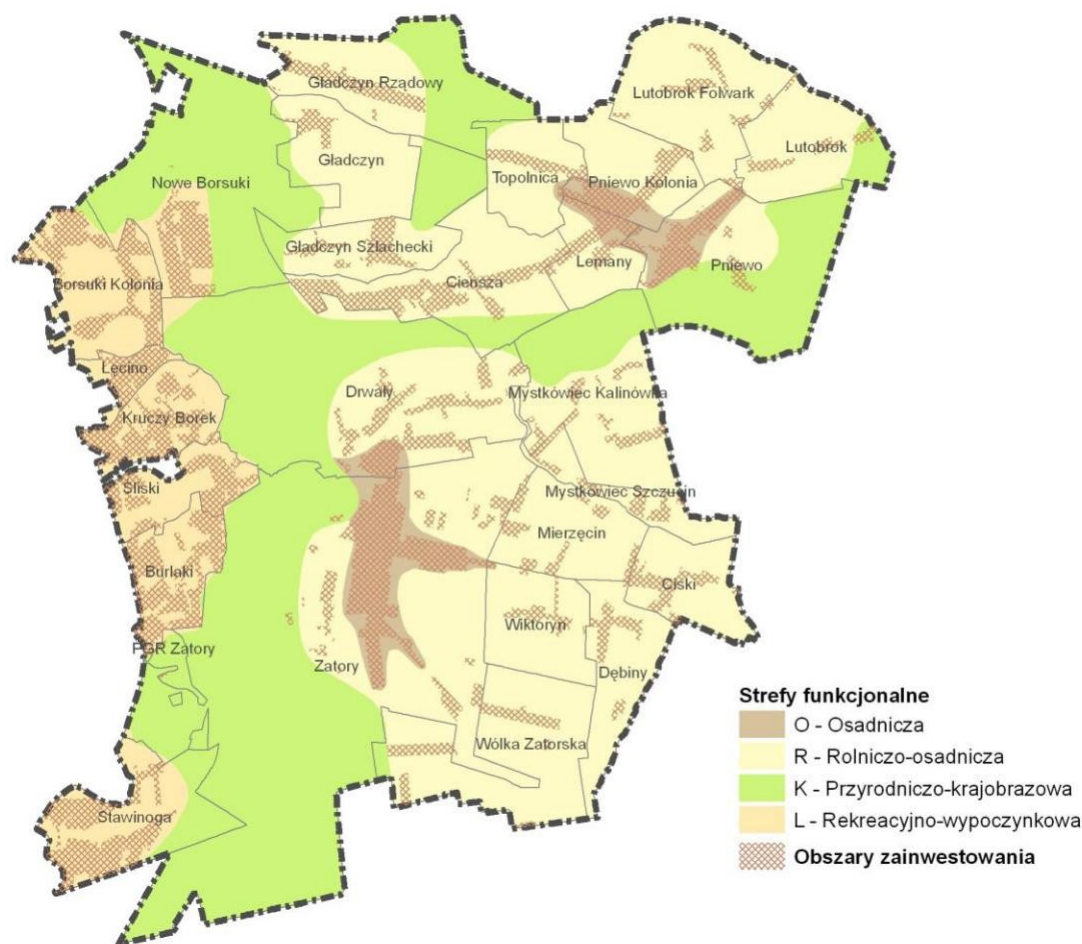 Gładczyn Rządowy
Lutobrok Folwark
Lutobrok
Gładczyn
Nowe Borsuki
Topolnica
Pniewo Kolonia
Gładczyn Szlachecki
Lemany
Pniewo
Borsuki Kolonia
Cieńsza
Łęcino
Drwały
Mystkówiec Kalinówka
Kruczy Borek
Śliski
Mystkówiec Szczucin
Mierzęcin
Burlaki
Ciski
Wiktoryn
PGR Zatory
Zatory
Dębiny
Wólka Zatorska
Stawinoga
Strefy funkcjonalne
O - Osadnicza
R - Rolniczo-osadnicza
K - Przyrodniczo-krajobrazowa
L - Rekreacyjno-wypoczynkowa
Obszary zainwestowania